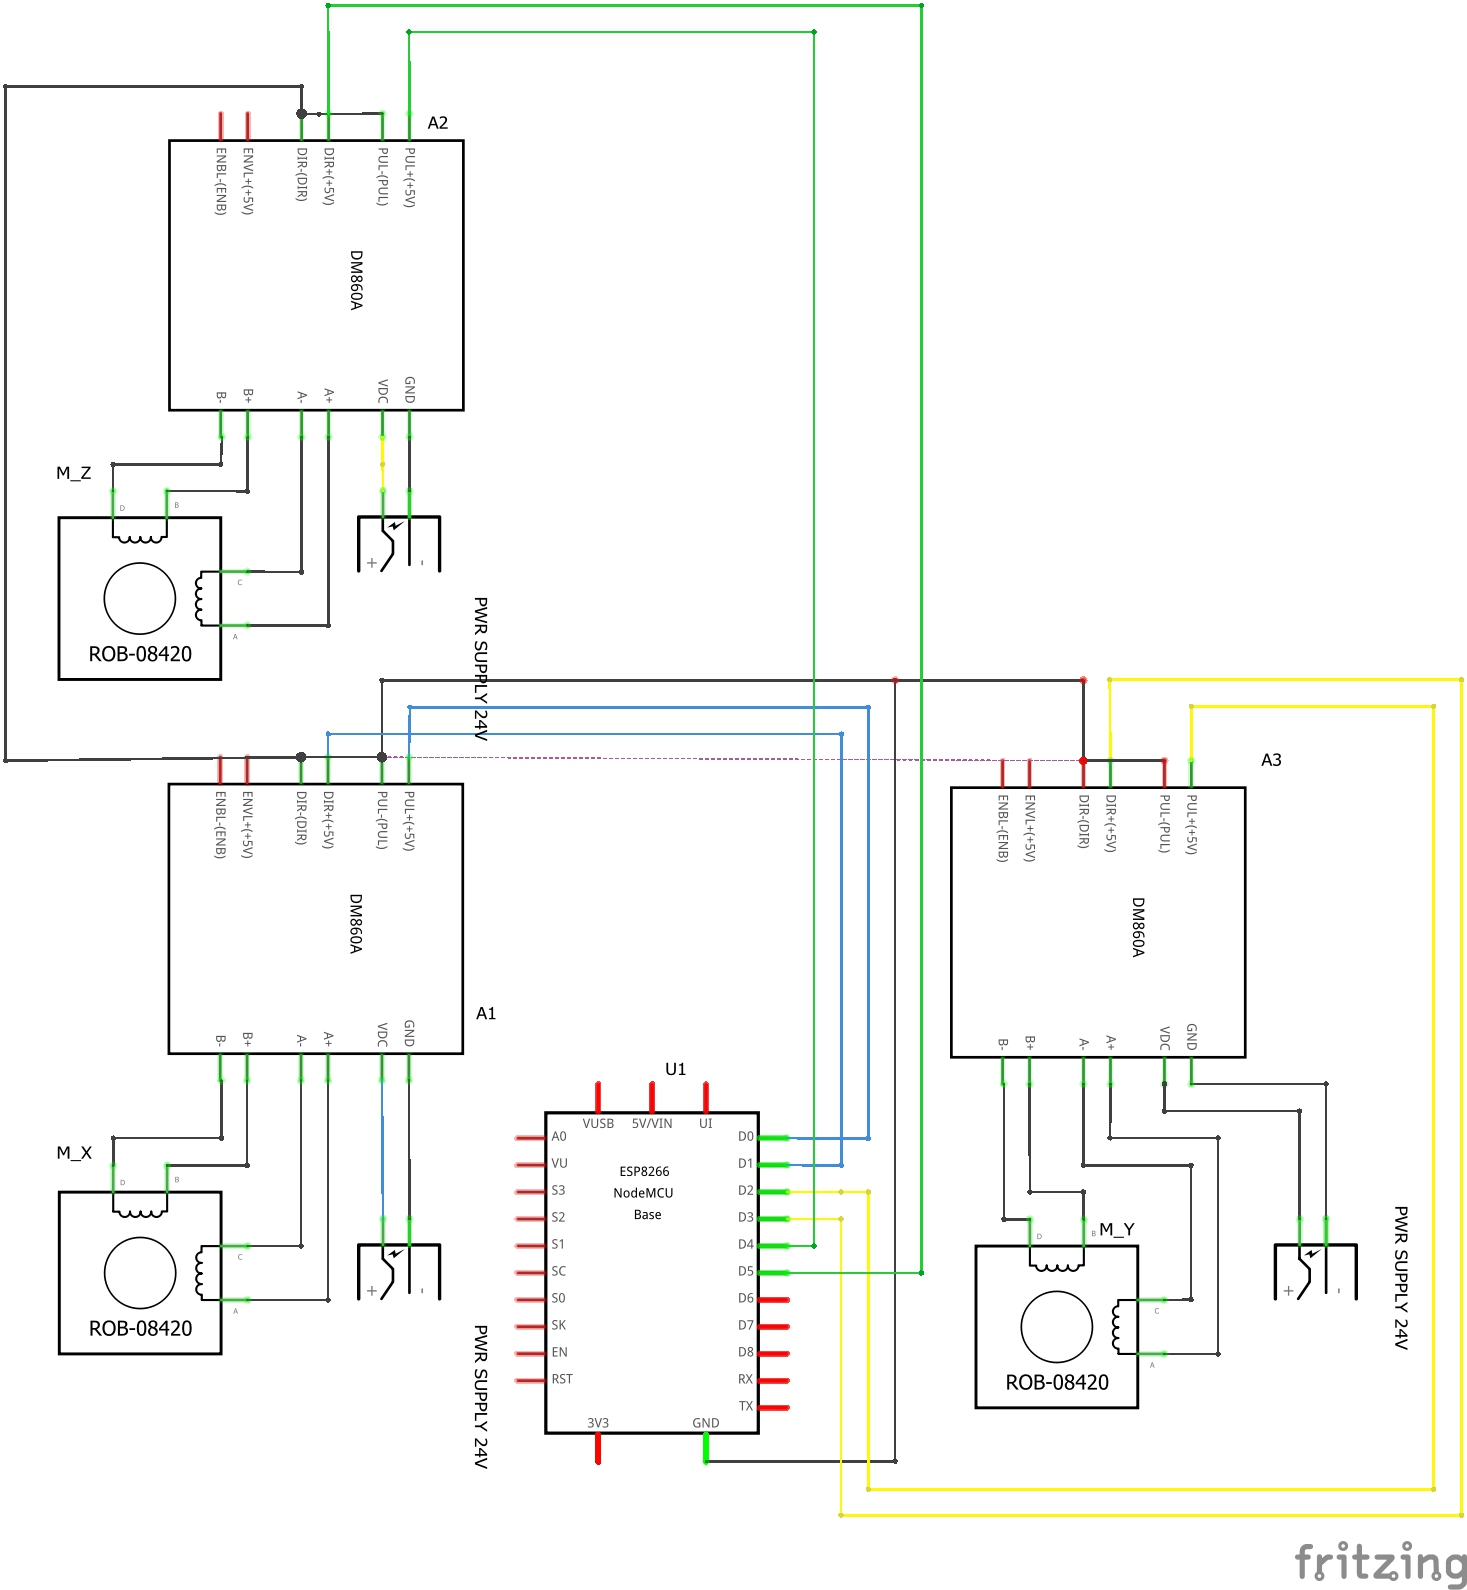 A2
ENBL-(ENB)
ENVL+(+5V)
DIR-(DIR)
DIR+(+5V)
PUL-(PUL)
PUL+(+5V)
DM860A
B-
B+
A-
A+
VDC
GND
M_Z
D
B
C
A
ROB-08420
+
-
PWR SUPPLY 24V
A1
ENBL-(ENB)
ENVL+(+5V)
DIR-(DIR)
DIR+(+5V)
PUL-(PUL)
PUL+(+5V)
DM860A
B-
B+
A-
A+
VDC
GND
M_X
D
B
C
A
ROB-08420
+
-
PWR SUPPLY 24V
U1
VUSB
5V/VIN
UI
A0
VU
S3
S2
S1
SC
S0
SK
EN
RST
ESP8266
NodeMCU
Base
D0
D1
D2
D3
D4
D5
D6
D7
D8
RX
TX
3V3
GND
A3
ENBL-(ENB)
ENVL+(+5V)
DIR-(DIR)
DIR+(+5V)
PUL-(PUL)
PUL+(+5V)
DM860A
B-
B+
A-
A+
VDC
GND
M_Y
D
B
C
A
ROB-08420
+
-
PWR SUPPLY 24V
fritzing